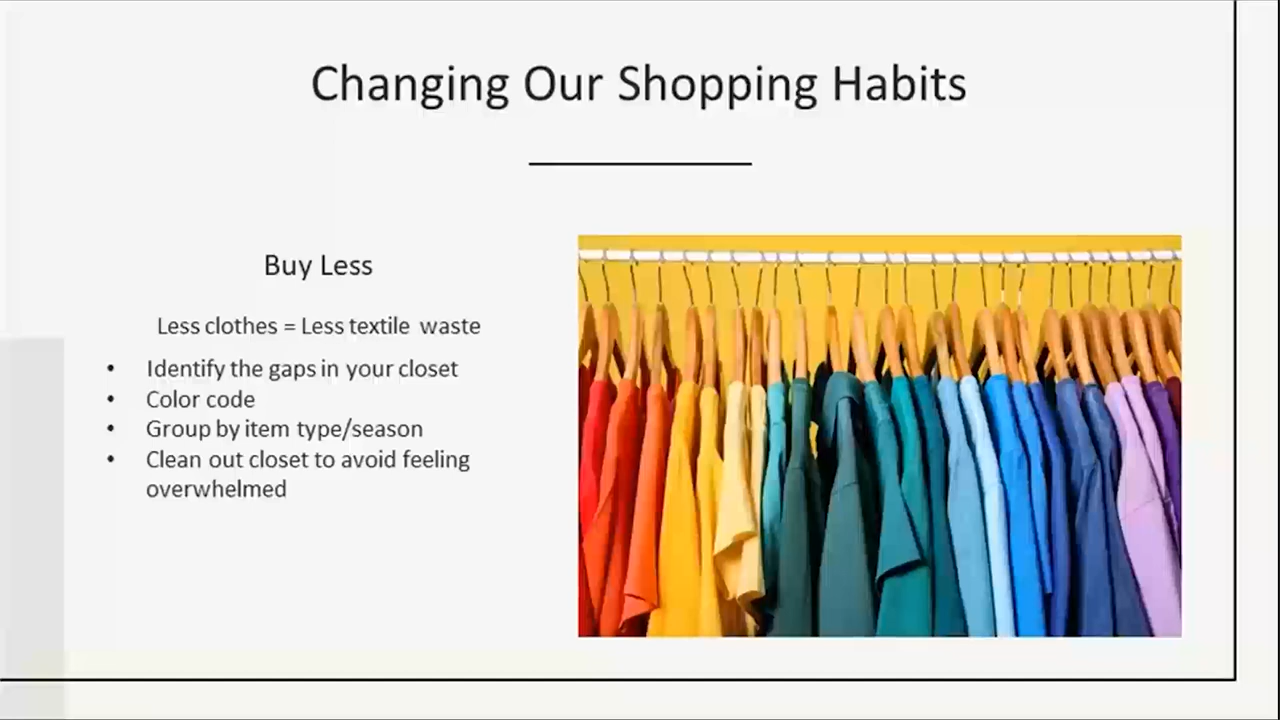 Changing Our Shopping Habits
Buy Less
Less clothes = Less textile waste
• Identify the gaps in your closet
• Color code
• Group by item type/season
• Clean out closet to avoid feeling
overwhelmed